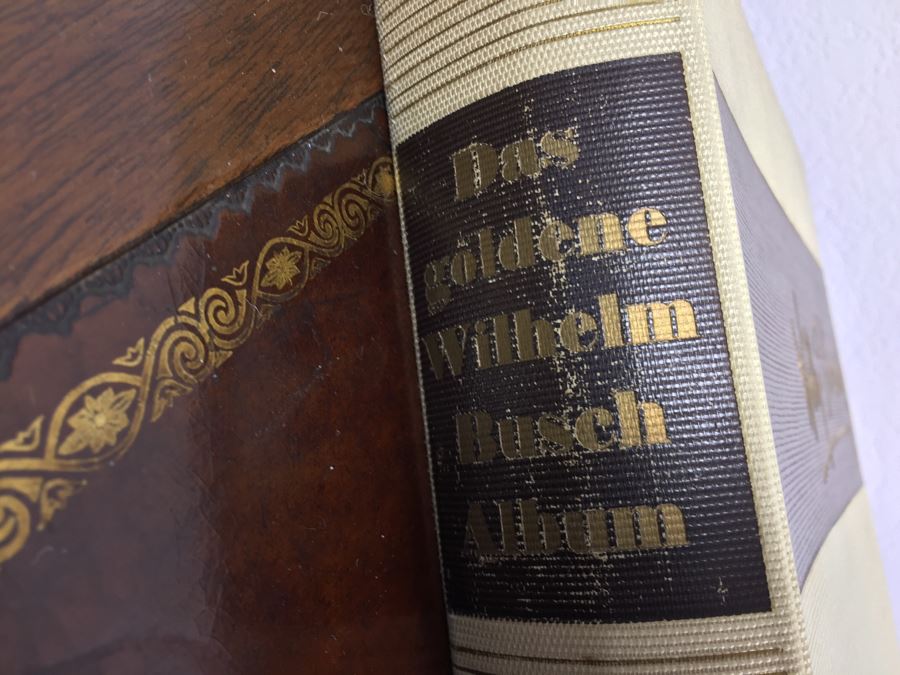 Das
goldene
Wilhelm
Busch
Album